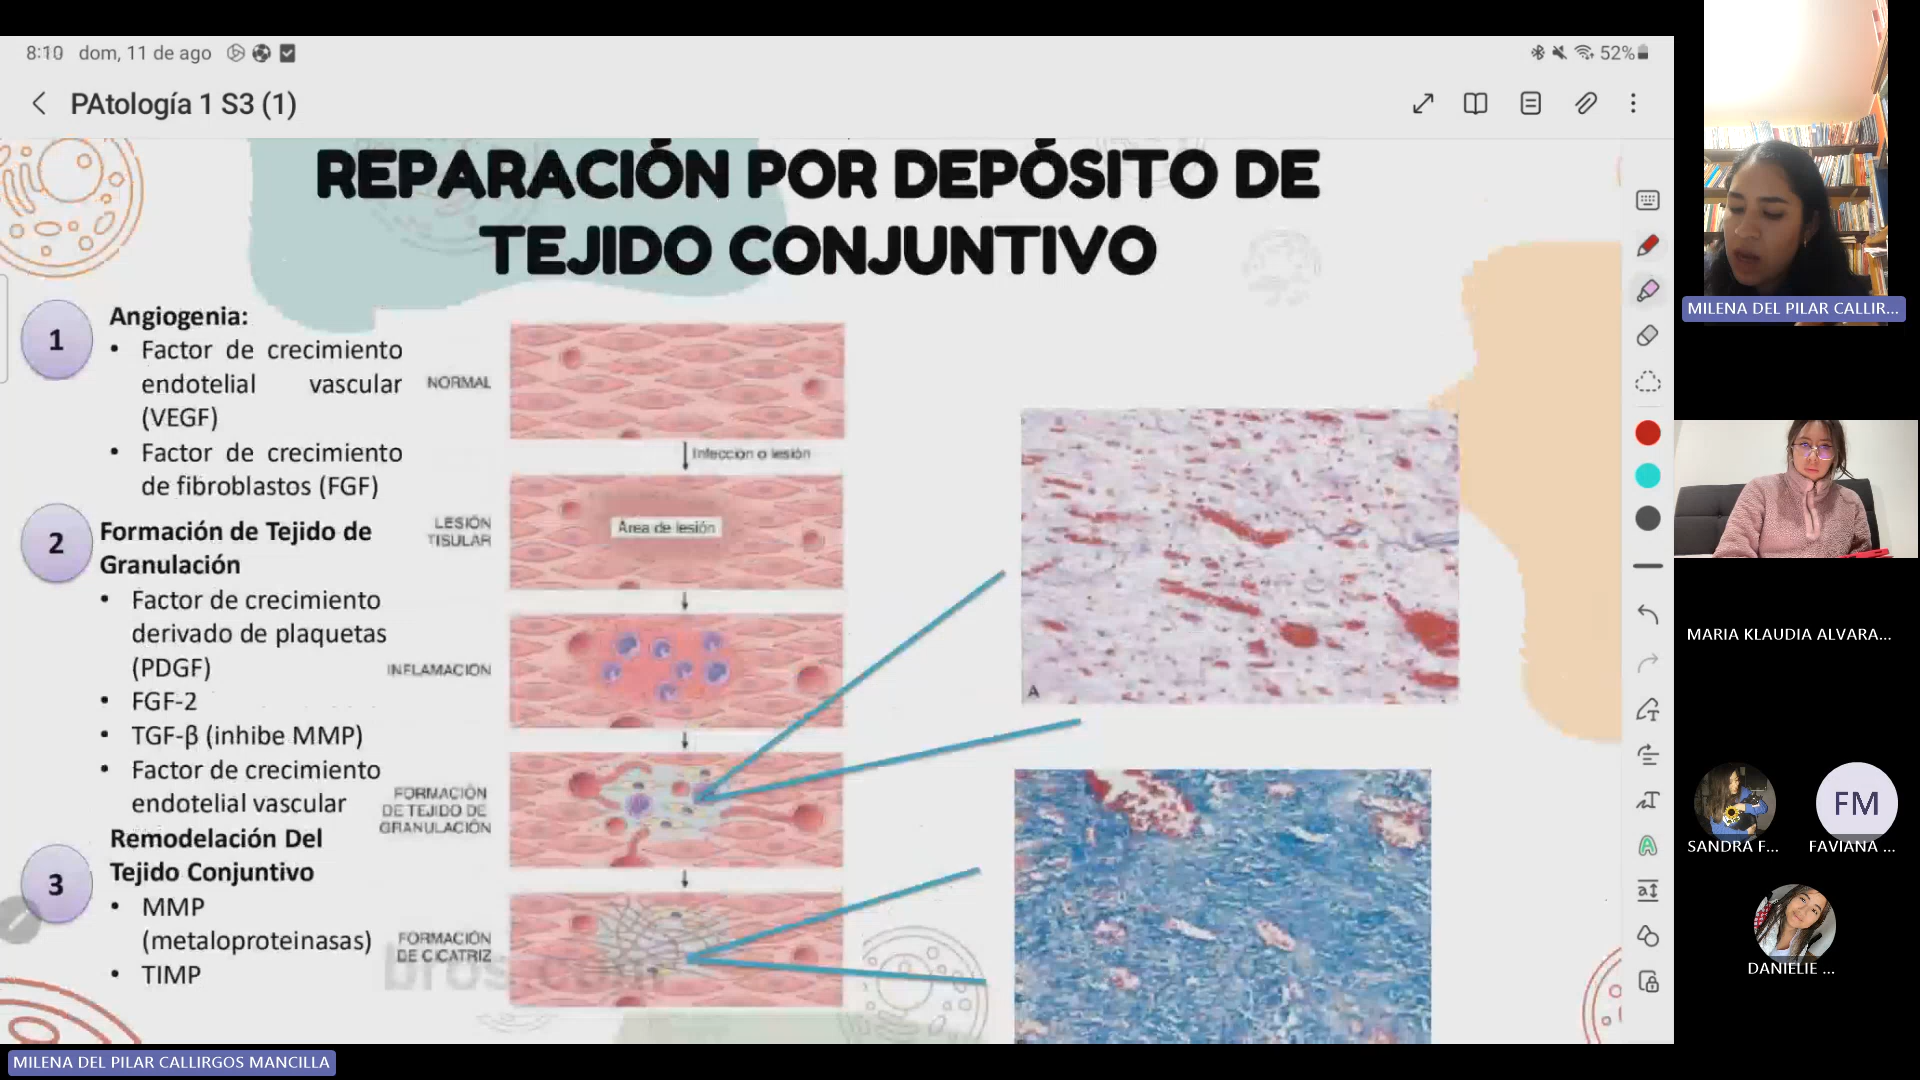 8:10 dom, 11 de ago
52%
PAtología 1 S3 (1)
REPARACIÓN POR DEPÓSITO DE
TEJIDO CONJUNTIVO
1
Angiogenia:
• Factor de crecimiento
endotelial vascular
(VEGF)
• Factor de crecimiento
de fibroblastos (FGF)
2
Formación de Tejido de
Granulación
• Factor de crecimiento
derivado de plaquetas
(PDGF)
• FGF-2
• TGF-β (inhibe MMP)
• Factor de crecimiento
endotelial vascular
3
Remodelación Del
Tejido Conjuntivo
• MMP
(metaloproteinasas)
• TIMP
NORMAL
Infección o lesión
LESIÓN
TISULAR
Área de lesión
INFLAMACIÓN
FORMACIÓN
DE TEJIDO DE
GRANULACIÓN
FORMACIÓN
DE CICATRIZ
A
MILENA DEL PILAR CALLIR...
MARIA KLAUDIA ALVARA...
SANDRA F...
FM
FAVIANA ...
DANIELIE ...
MILENA DEL PILAR CALLIRGOS MANCILLA